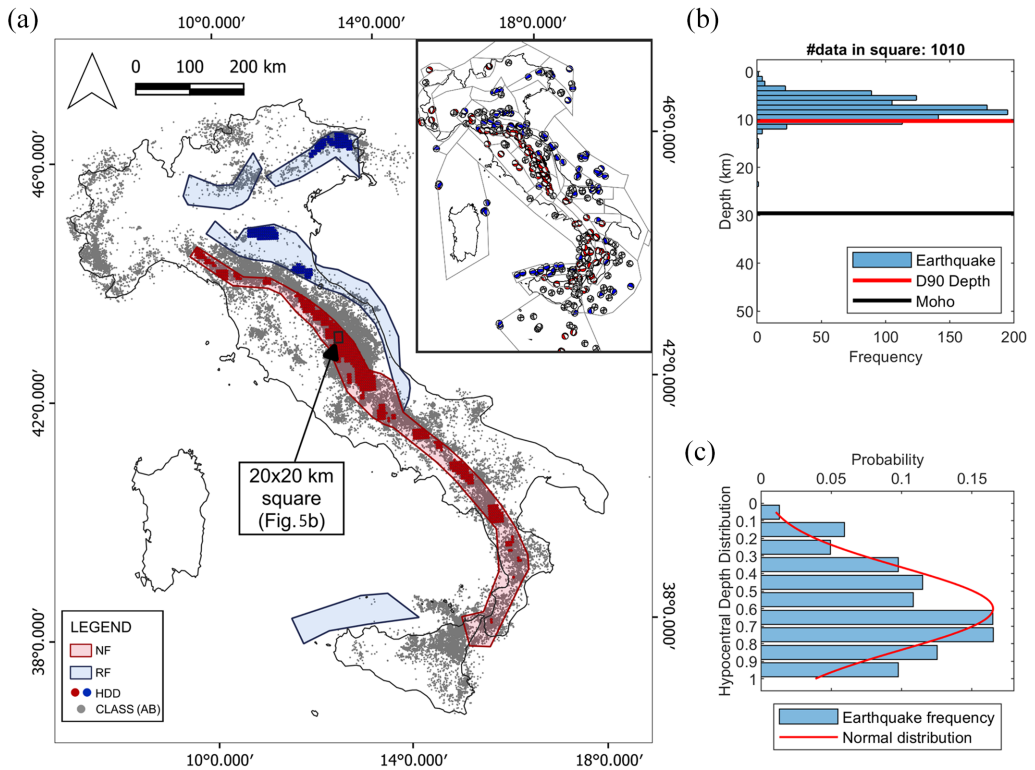 (a)
10°0.000′ 14°0.000′ 18°0.000′
0 100 200 km
46°0.000′
46°0.000′
42°0.000′
42°0.000′
38°0.000′
38°0.000′
20x20 km
square
(Fig.5b)
LEGEND
NF
RF
HDD
CLASS (AB)
10°0.000′ 14°0.000′ 18°0.000′
(b)
#data in square: 1010
Depth (km)
0
10
20
30
40
50
Earthquake
D90 Depth
Moho
0 50 100 150 200
Frequency
(c)
Probability
0 0.05 0.1 0.15
Hypocentral Depth Distribution
0
0.1
0.2
0.3
0.4
0.5
0.6
0.7
0.8
0.9
1
Earthquake frequency
Normal distribution